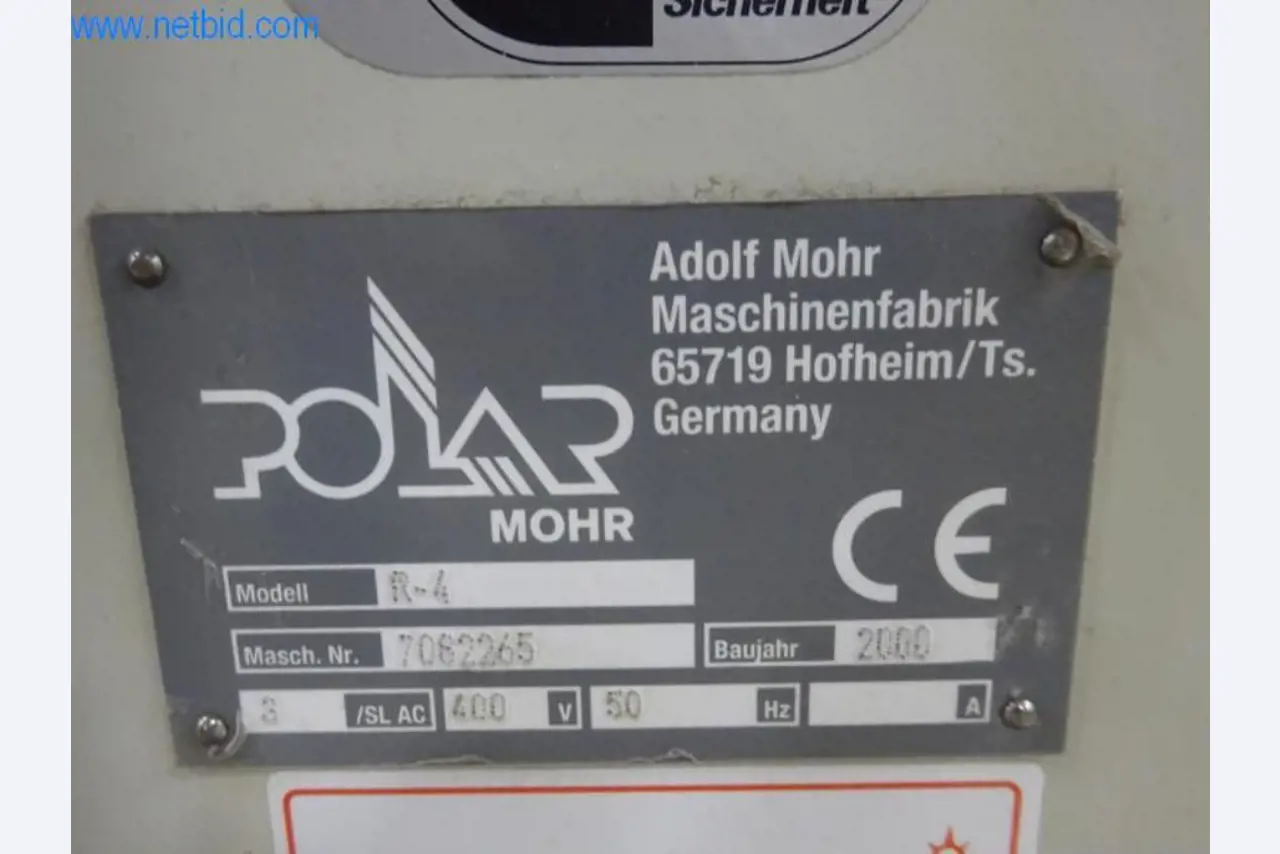 www.netbid.com
Sicherheit
Adolf Mohr
Maschinenfabrik
65719 Hofheim/Ts.
Germany
POLAR
MOHR
CE
Modell R-4
Masch. Nr. 7082265 Baujahr 2000
3 /SL AC 400 V 50 Hz A